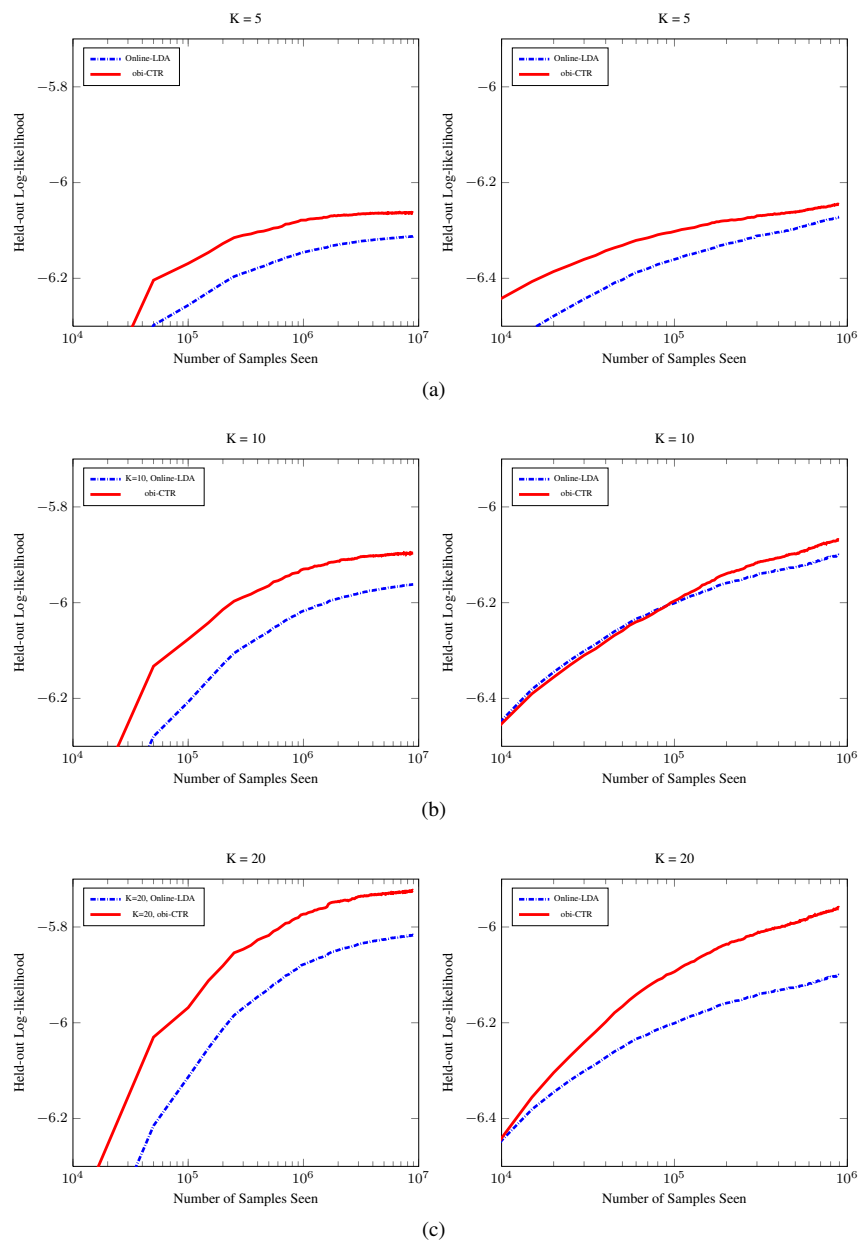 K = 5
Online-LDA
obi-CTR
−5.8
−6
−6.2
Held-out Log-likelihood
10^4
10^5
10^6
10^7
Number of Samples Seen
K = 5
Online-LDA
obi-CTR
−6
−6.2
−6.4
Held-out Log-likelihood
10^4
10^5
10^6
Number of Samples Seen
(a)
K = 10
K=10, Online-LDA
obi-CTR
−5.8
−6
−6.2
Held-out Log-likelihood
10^4
10^5
10^6
10^7
Number of Samples Seen
K = 10
Online-LDA
obi-CTR
−6
−6.2
−6.4
Held-out Log-likelihood
10^4
10^5
10^6
Number of Samples Seen
(b)
K = 20
K=20, Online-LDA
K=20, obi-CTR
−5.8
−6
−6.2
Held-out Log-likelihood
10^4
10^5
10^6
10^7
Number of Samples Seen
K = 20
Online-LDA
obi-CTR
−6
−6.2
−6.4
Held-out Log-likelihood
10^4
10^5
10^6
Number of Samples Seen
(c)